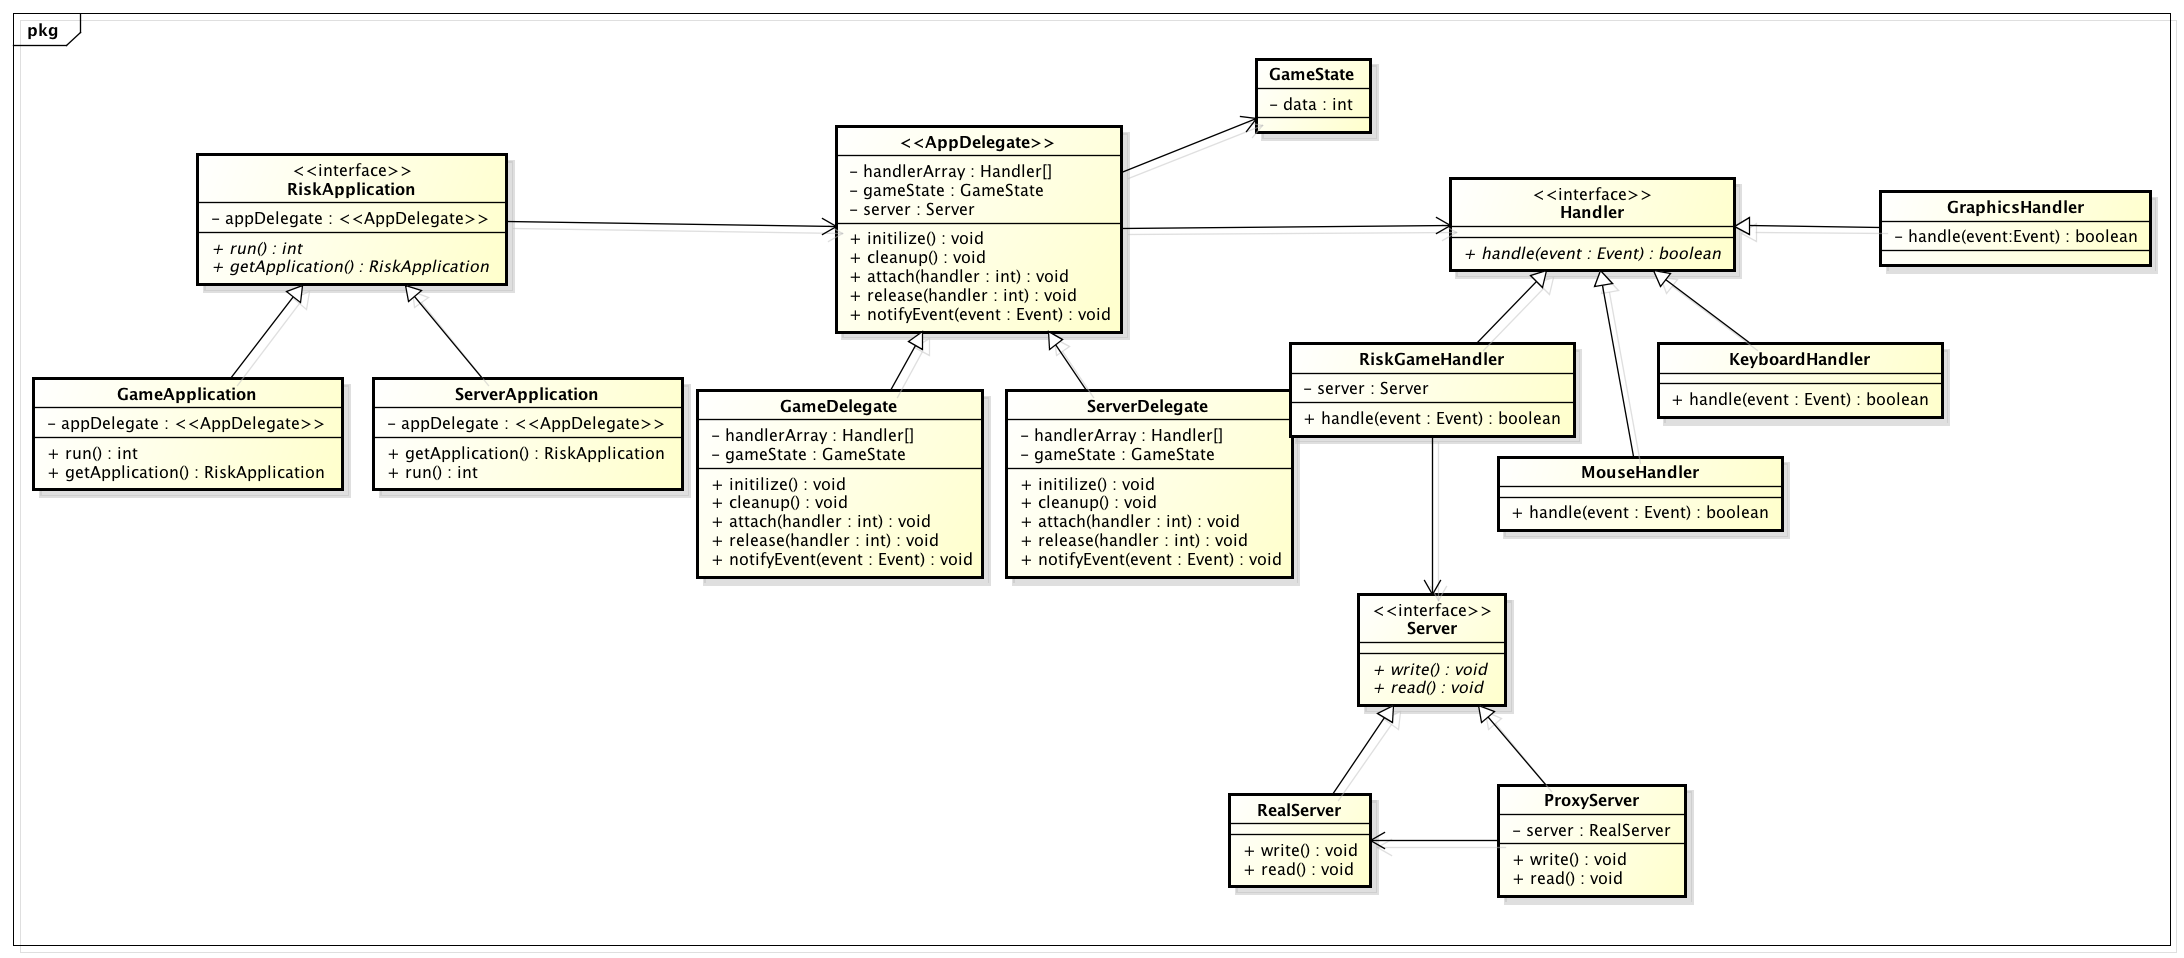 pkg
GameState
– data : int
<<interface>>
RiskApplication
– appDelegate : <<AppDelegate>>
+ run() : int
+ getApplication() : RiskApplication
<<AppDelegate>>
– handlerArray : Handler[]
– gameState : GameState
– server : Server
+ initilize() : void
+ cleanup() : void
+ attach(handler : int) : void
+ release(handler : int) : void
+ notifyEvent(event : Event) : void
<<interface>>
Handler
+ handle(event : Event) : boolean
GraphicsHandler
– handle(event:Event) : boolean
GameApplication
– appDelegate : <<AppDelegate>>
+ run() : int
+ getApplication() : RiskApplication
ServerApplication
– appDelegate : <<AppDelegate>>
+ getApplication() : RiskApplication
+ run() : int
GameDelegate
– handlerArray : Handler[]
– gameState : GameState
+ initilize() : void
+ cleanup() : void
+ attach(handler : int) : void
+ release(handler : int) : void
+ notifyEvent(event : Event) : void
ServerDelegate
– handlerArray : Handler[]
– gameState : GameState
+ initilize() : void
+ cleanup() : void
+ attach(handler : int) : void
+ release(handler : int) : void
+ notifyEvent(event : Event) : void
RiskGameHandler
– server : Server
+ handle(event : Event) : boolean
KeyboardHandler
+ handle(event : Event) : boolean
MouseHandler
+ handle(event : Event) : boolean
<<interface>>
Server
+ write() : void
+ read() : void
RealServer
+ write() : void
+ read() : void
ProxyServer
– server : RealServer
+ write() : void
+ read() : void